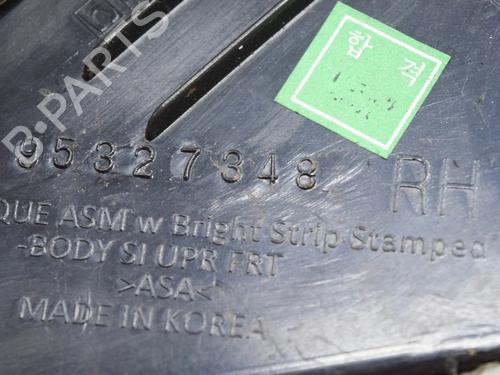 B-PARTS
합격
95327348 RH
QUE ASM w Bright Strip Stamped
-BODY SI UPR FRT
>ASA<
MADE IN KOREA